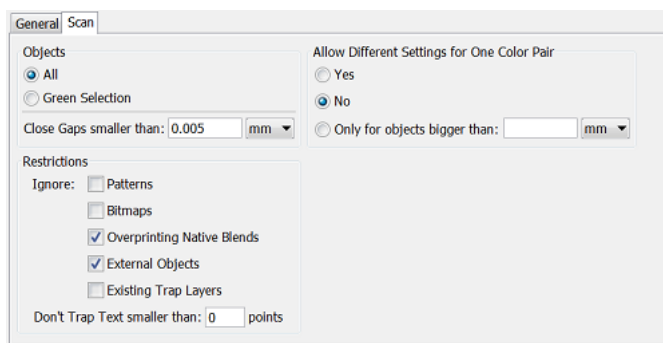 General Scan
Objects
All
Green Selection
Close Gaps smaller than: 0.005 mm
Allow Different Settings for One Color Pair
Yes
No
Only for objects bigger than: mm
Restrictions
Ignore: Patterns
Bitmaps
Overprinting Native Blends
External Objects
Existing Trap Layers
Don't Trap Text smaller than: 0 points